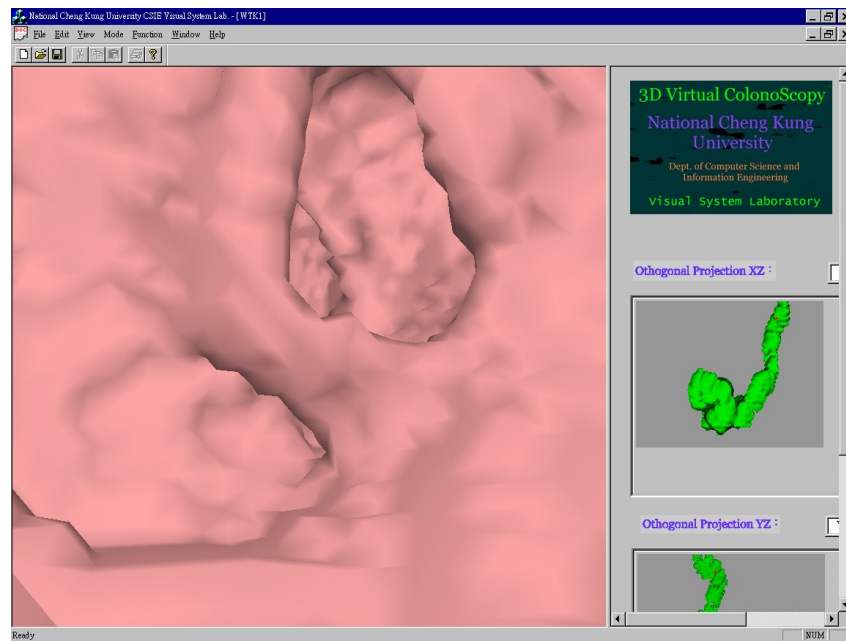 National Cheng Kung University CSIE Visual System Lab. - [WTK1]
File Edit View Mode Function Window Help
3D Virtual ColonoScopy
National Cheng Kung
University
Dept. of Computer Science and
Information Engineering
Visual System Laboratory
Othogonal Projection XZ :
Othogonal Projection YZ :
Ready NUM